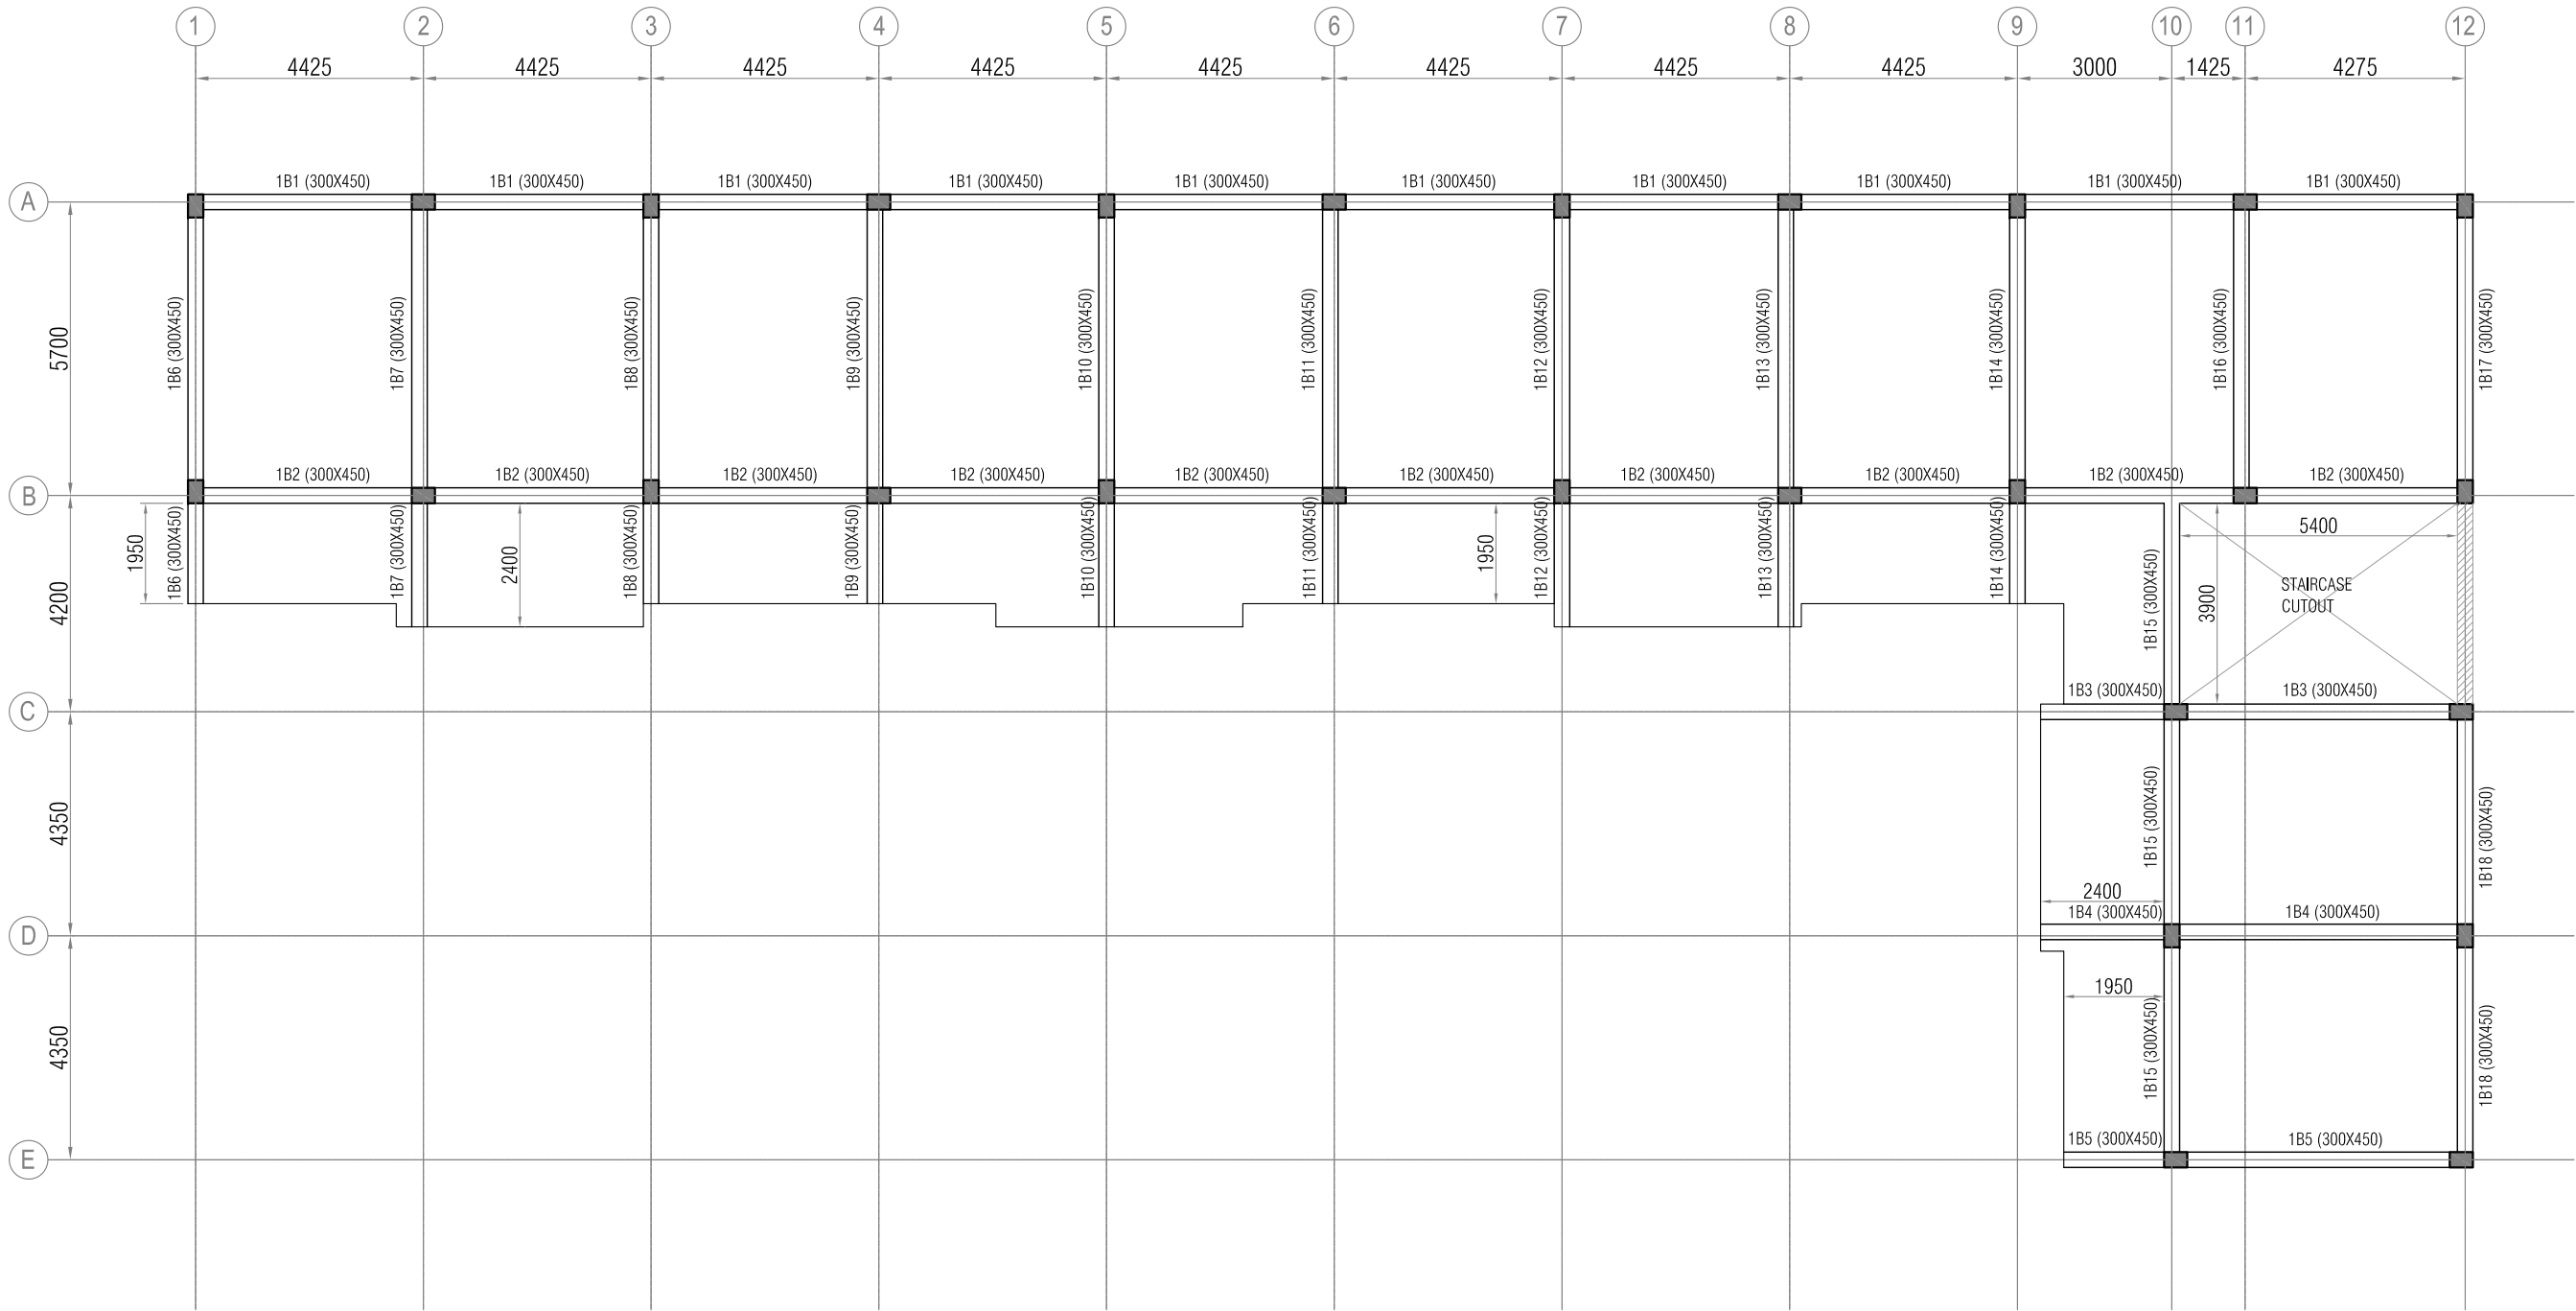 1 2 3 4 5 6 7 8 9 10 11 12
4425 4425 4425 4425 4425 4425 4425 4425 3000 1425 4275
1B1 (300X450) 1B1 (300X450) 1B1 (300X450) 1B1 (300X450) 1B1 (300X450) 1B1 (300X450) 1B1 (300X450) 1B1 (300X450) 1B1 (300X450) 1B1 (300X450)
A
5700
1B6 (300X450) 1B7 (300X450) 1B8 (300X450) 1B9 (300X450) 1B10 (300X450) 1B11 (300X450) 1B12 (300X450) 1B13 (300X450) 1B14 (300X450) 1B16 (300X450) 1B17 (300X450)
1B2 (300X450) 1B2 (300X450) 1B2 (300X450) 1B2 (300X450) 1B2 (300X450) 1B2 (300X450) 1B2 (300X450) 1B2 (300X450) 1B2 (300X450) 1B2 (300X450)
B
4200
1950 1B6 (300X450) 1B7 (300X450) 2400 1B8 (300X450) 1B9 (300X450) 1B10 (300X450) 1B11 (300X450) 1950 1B12 (300X450) 1B13 (300X450) 1B14 (300X450) 1B15 (300X450) 3900 5400
STAIRCASE
CUTOUT
1B3 (300X450) 1B3 (300X450)
C
4350
1B15 (300X450) 1B18 (300X450)
2400
1B4 (300X450) 1B4 (300X450)
D
1950
4350
1B15 (300X450) 1B18 (300X450)
1B5 (300X450) 1B5 (300X450)
E